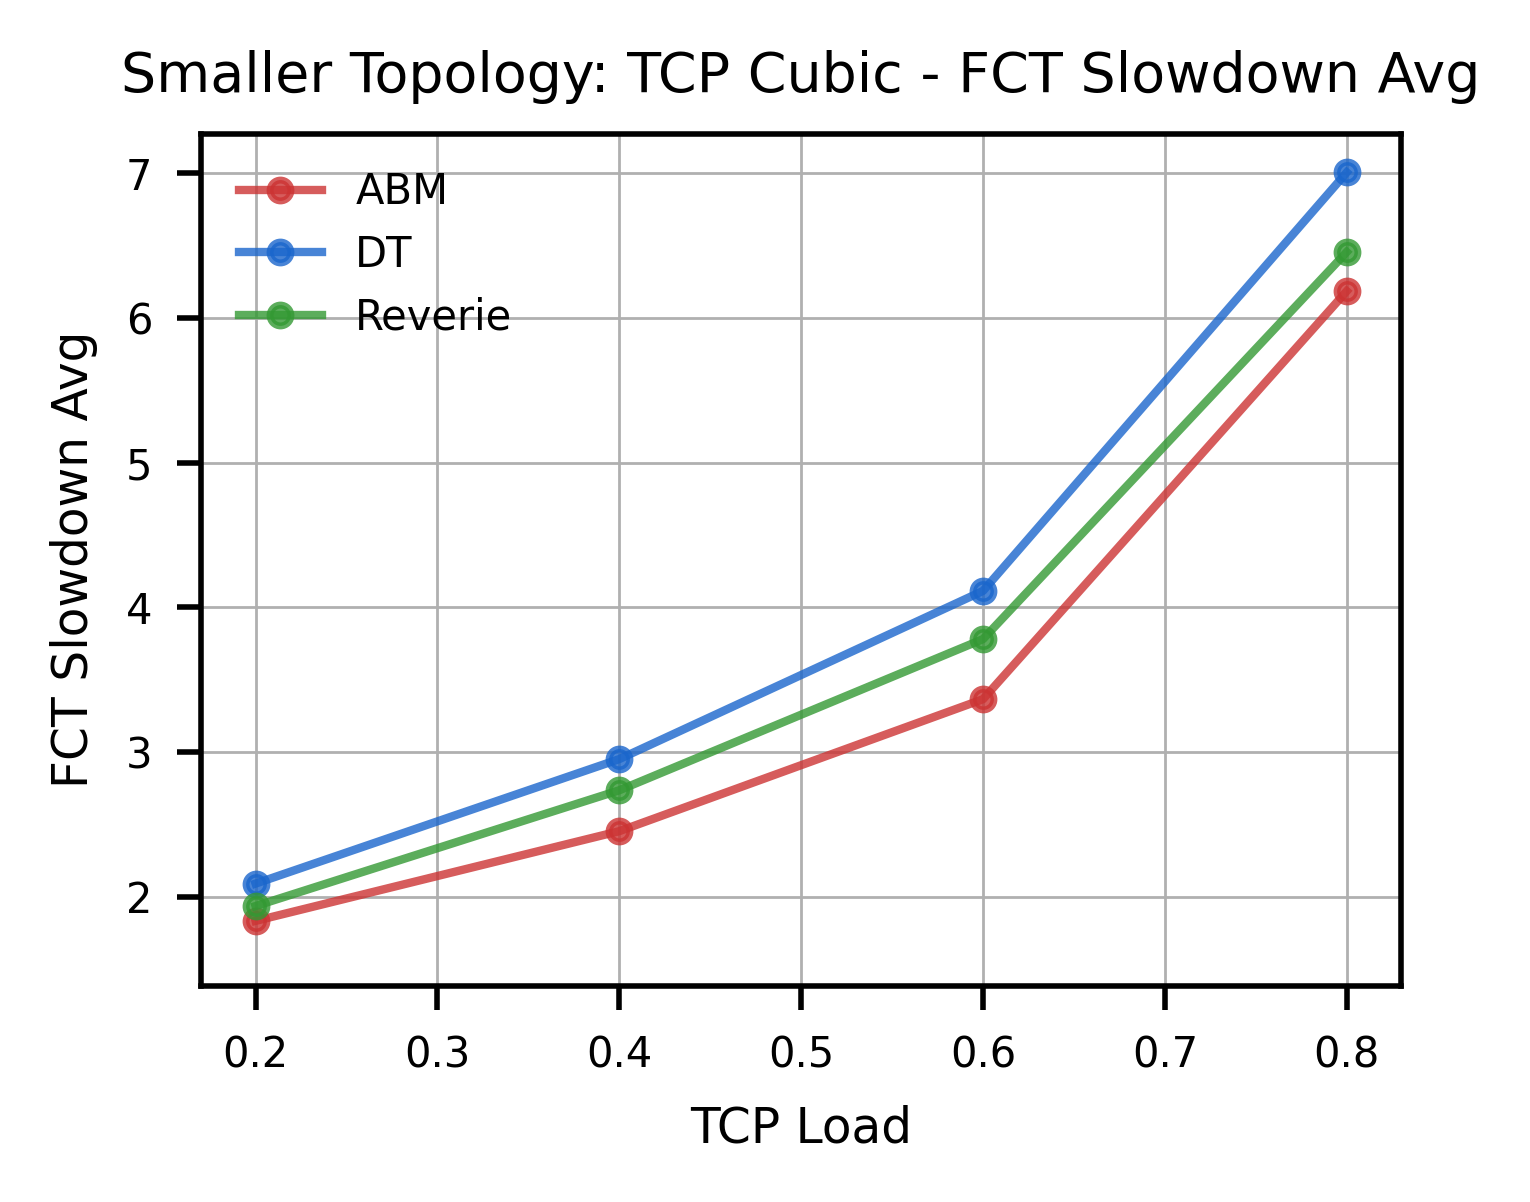 Smaller Topology: TCP Cubic - FCT Slowdown Avg
FCT Slowdown Avg
7
6
5
4
3
2
ABM
DT
Reverie
0.2 0.3 0.4 0.5 0.6 0.7 0.8
TCP Load